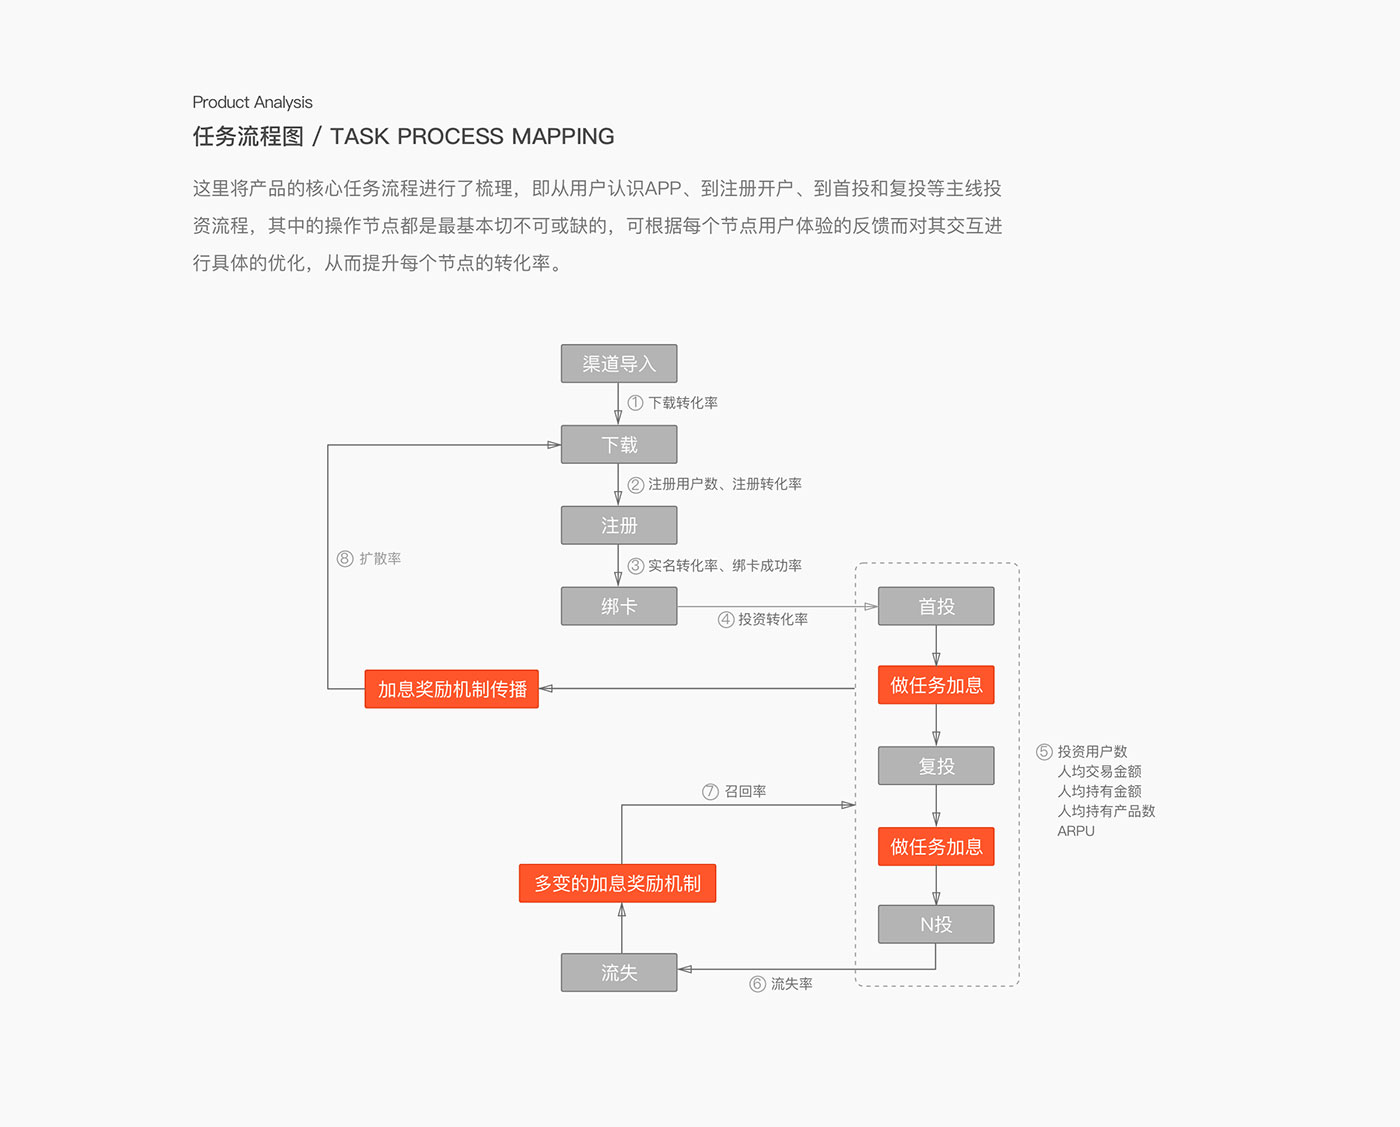 Product Analysis
任务流程图 / TASK PROCESS MAPPING
这里将产品的核心任务流程进行了梳理，即从用户认识APP、到注册开户、到首投和复投等主线投
资流程，其中的操作节点都是最基本切不可或缺的，可根据每个节点用户体验的反馈而对其交互进
行具体的优化，从而提升每个节点的转化率。
渠道导入
① 下载转化率
下载
② 注册用户数、注册转化率
注册
⑧ 扩散率
③ 实名转化率、绑卡成功率
绑卡
④ 投资转化率
首投
加息奖励机制传播
做任务加息
复投
⑤ 投资用户数
人均交易金额
人均持有金额
人均持有产品数
ARPU
⑦ 召回率
做任务加息
多变的加息奖励机制
N投
流失
⑥ 流失率